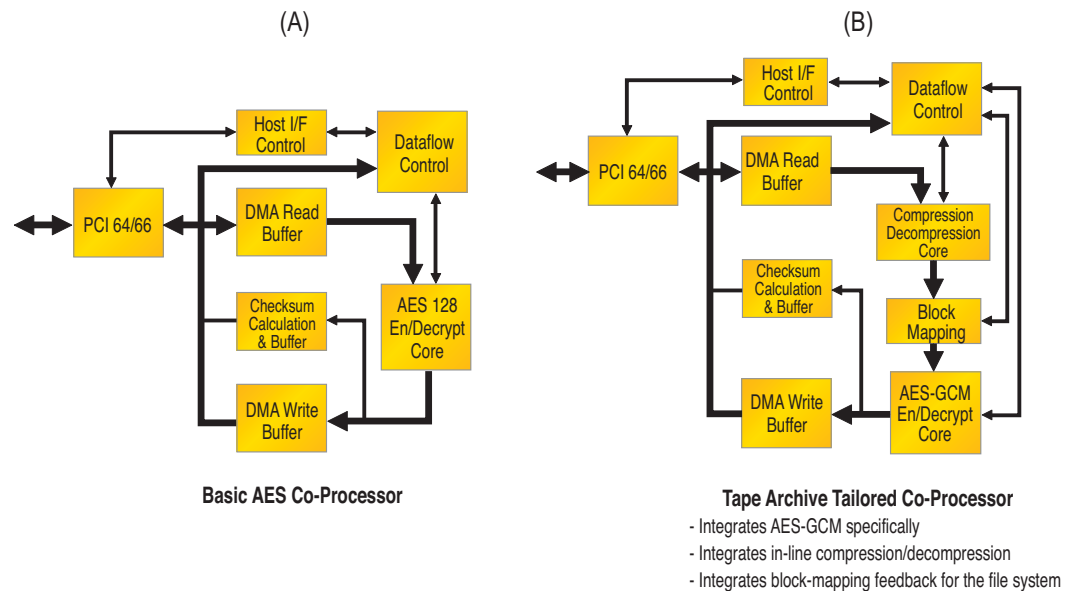 (A)
Host I/F
Control
Dataflow
Control
PCI 64/66
DMA Read
Buffer
Checksum
Calculation
& Buffer
AES 128
En/Decrypt
Core
DMA Write
Buffer
Basic AES Co-Processor
(B)
Host I/F
Control
Dataflow
Control
PCI 64/66
DMA Read
Buffer
Compression
Decompression
Core
Checksum
Calculation
& Buffer
Block
Mapping
DMA Write
Buffer
AES-GCM
En/Decrypt
Core
Tape Archive Tailored Co-Processor
- Integrates AES-GCM specifically
- Integrates in-line compression/decompression
- Integrates block-mapping feedback for the file system